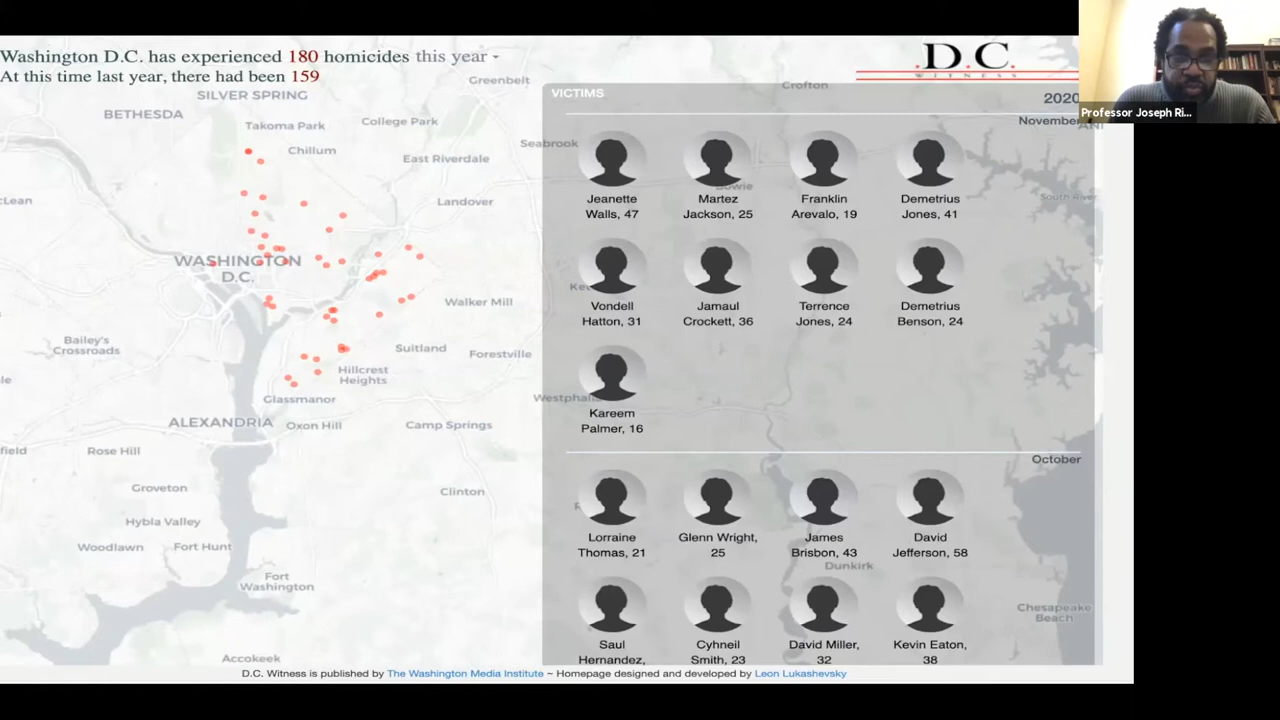 Washington D.C. has experienced 180 homicides this year
At this time last year, there had been 159
.D.C.
WITNESS
Professor Joseph Ri...
VICTIMS
2020
November
Jeanette
Walls, 47
Martez
Jackson, 25
Franklin
Arevalo, 19
Demetrius
Jones, 41
Vondell
Hatton, 31
Jamaul
Crockett, 36
Terrence
Jones, 24
Demetrius
Benson, 24
Kareem
Palmer, 16
October
Lorraine
Thomas, 21
Glenn Wright,
25
James
Brisbon, 43
David
Jefferson, 58
Saul
Hernandez,
Cyhneil
Smith, 23
David Miller,
32
Kevin Eaton,
38
Greenbelt
SILVER SPRING
BETHESDA
Takoma Park
College Park
Crofton
Chillum
East Riverdale
Seabrook
Bowie
Landover
South River
WASHINGTON
D.C.
Walker Mill
Bailey's
Crossroads
Suitland
Forestville
Hillcrest
Heights
Glassmanor
ALEXANDRIA
Oxon Hill
Camp Springs
Rose Hill
Groveton
Clinton
Hybla Valley
Woodlawn
Fort Hunt
Fort
Washington
Dunkirk
Chesapeake
Beach
Accokeek
D.C. Witness is published by The Washington Media Institute ~ Homepage designed and developed by Leon Lukashevsky